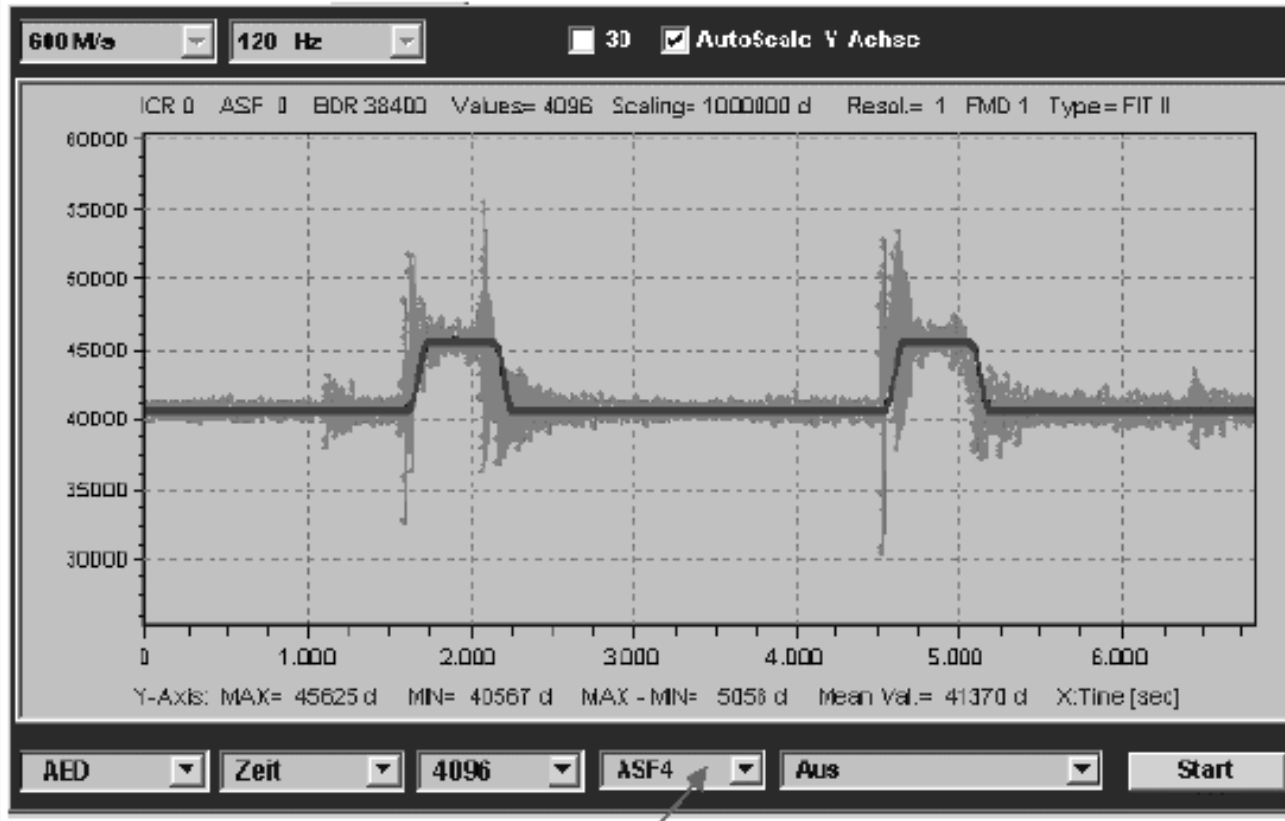 600 M/s 120 Hz 3D AutoScale Y Achse
ICR 0 ASF 0 BDR 38400 Values= 4096 Scaling= 1000000 d Resol.= 1 FMD 1 Type= FIT II
60000
55000
50000
45000
40000
35000
30000
0 1.000 2.000 3.000 4.000 5.000 6.000
Y-Axis: MAX= 45625 d MIN= 40567 d MAX - MIN= 5058 d Mean Val.= 41370 d X:Time [sec]
AED Zeit 4096 ASF4 Aus Start